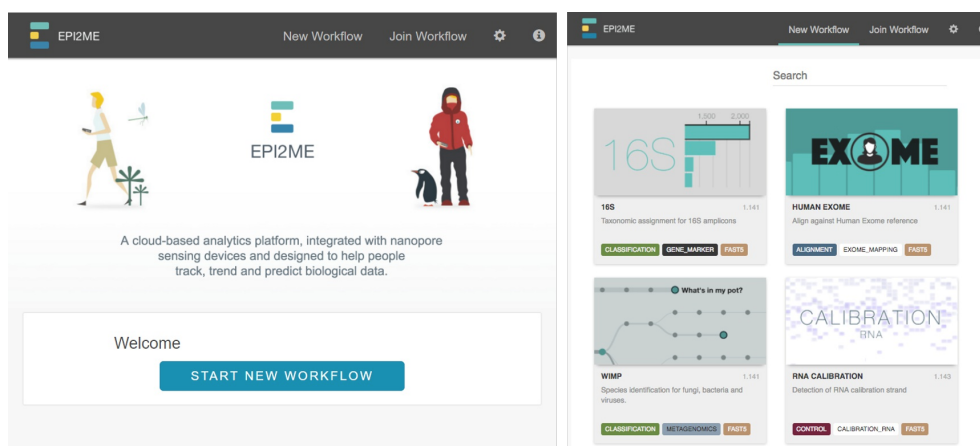 EPI2ME
New Workflow
Join Workflow
EPI2ME
A cloud-based analytics platform, integrated with nanopore
sensing devices and designed to help people
track, trend and predict biological data.
Welcome
START NEW WORKFLOW
EPI2ME
New Workflow
Join Workflow
Search
1,500 2,000
16S
16S 1.141
Taxonomic assignment for 16S amplicons
CLASSIFICATION GENE_MARKER FAST5
EXOME
HUMAN EXOME 1.141
Align against Human Exome reference
ALIGNMENT EXOME_MAPPING FAST5
What's in my pot?
WIMP 1.141
Species identification for fungi, bacteria and
viruses.
CLASSIFICATION METAGENOMICS FAST5
CALIBRATION
RNA
RNA CALIBRATION 1.143
Detection of RNA calibration strand
CONTROL CALIBRATION_RNA FAST5